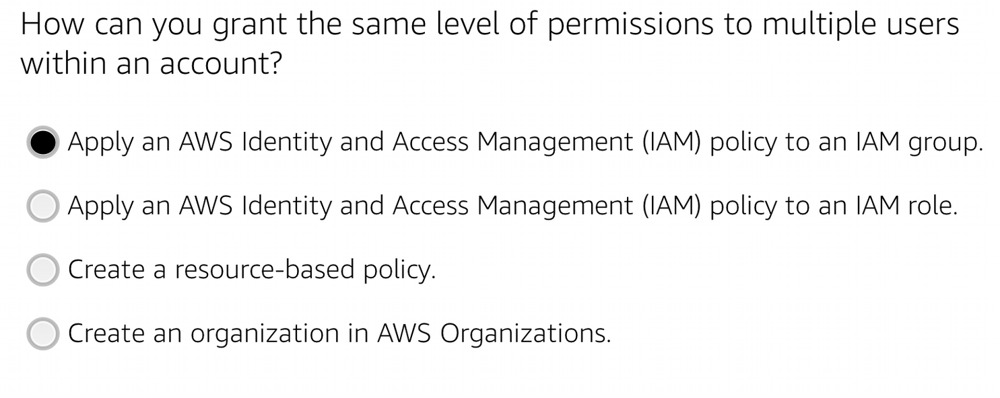 How can you grant the same level of permissions to multiple users
within an account?
Apply an AWS Identity and Access Management (IAM) policy to an IAM group.
Apply an AWS Identity and Access Management (IAM) policy to an IAM role.
Create a resource-based policy.
Create an organization in AWS Organizations.